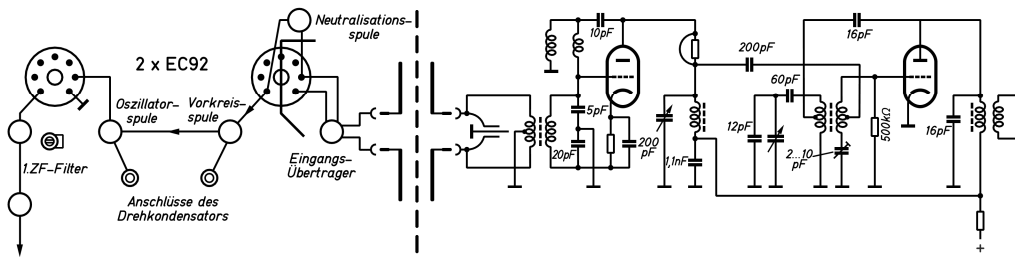 Neutralisations-
spule
2 x EC92
Oszillator-
spule
Vorkreis-
spule
1.ZF-Filter
Eingangs-
Übertrager
Anschlüsse des
Drehkondensators
10pF
5pF
20pF
200
pF
1,1nF
200pF
60pF
12pF
2...10
pF
500kΩ
16pF
16pF
+